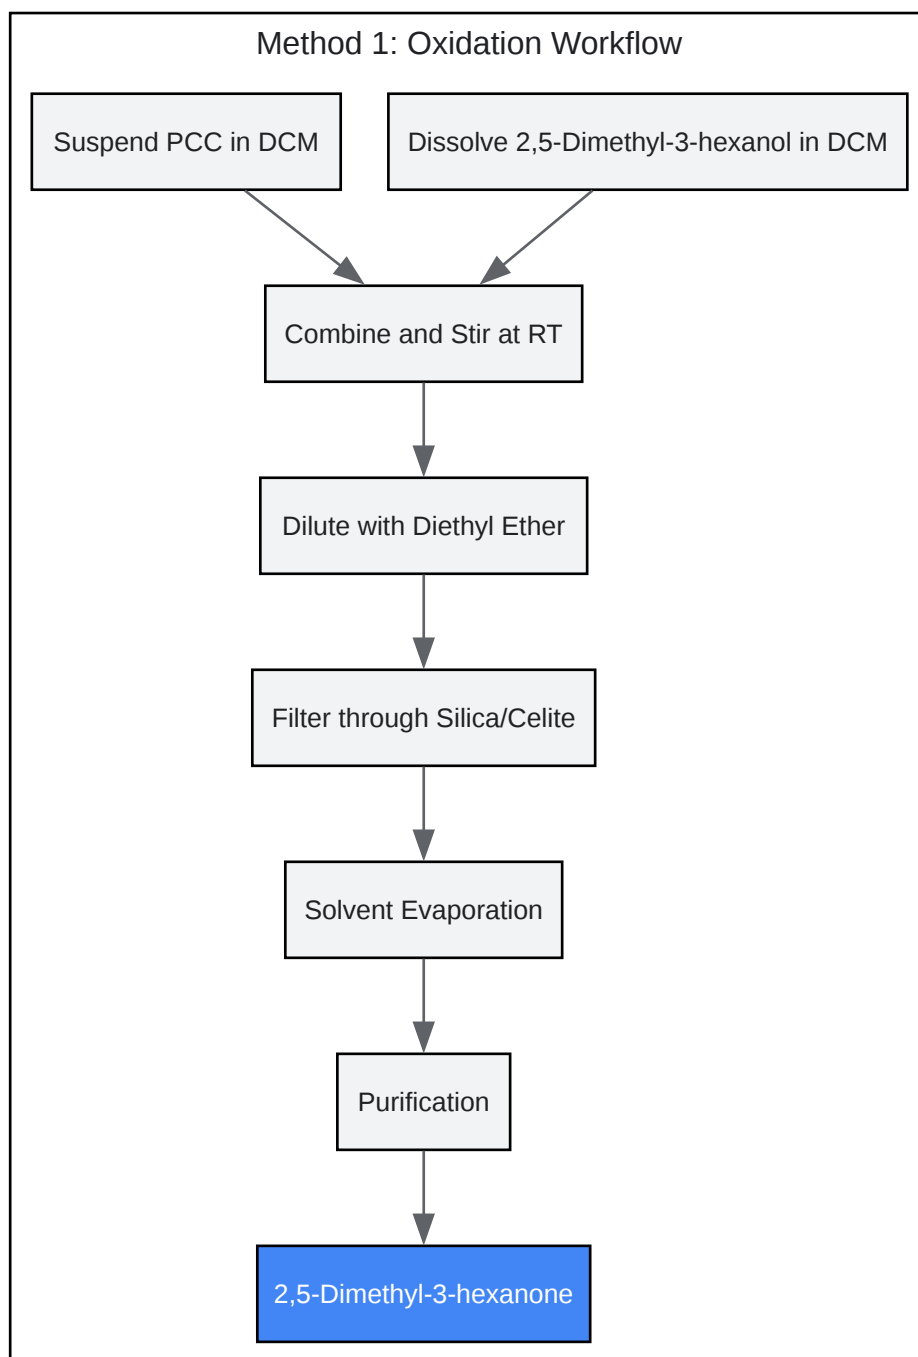 Method 1: Oxidation Workflow
Suspend PCC in DCM
Dissolve 2,5-Dimethyl-3-hexanol in DCM
Combine and Stir at RT
Dilute with Diethyl Ether
Filter through Silica/Celite
Solvent Evaporation
Purification
2,5-Dimethyl-3-hexanone